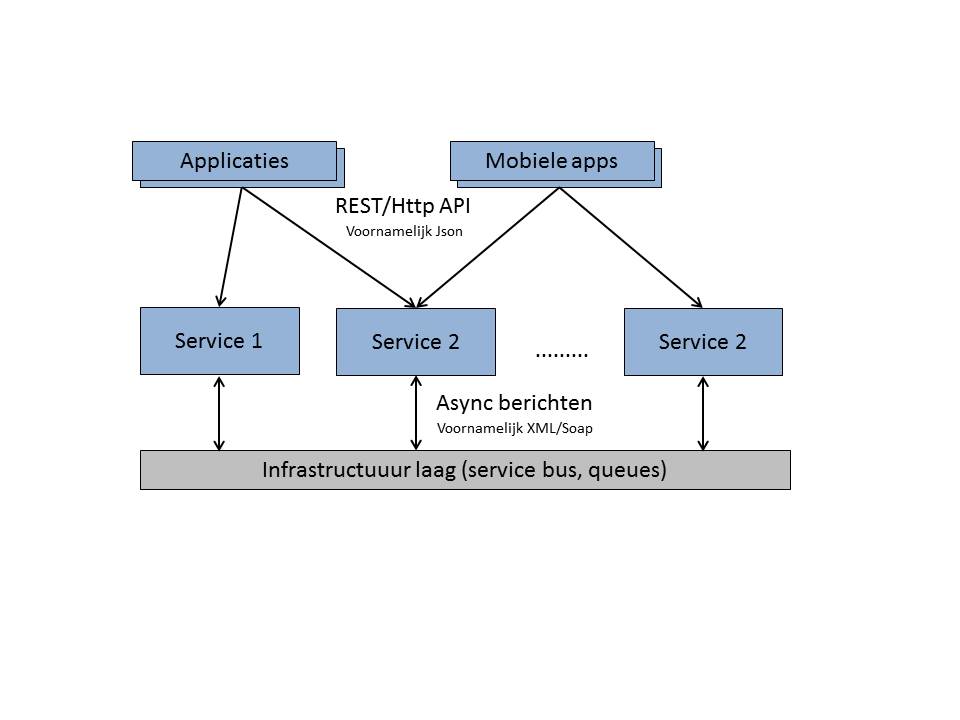 Applicaties
Mobiele apps
REST/Http API
Voornamelijk Json
Service 1
Service 2
.........
Service 2
Async berichten
Voornamelijk XML/Soap
Infrastructuuur laag (service bus, queues)